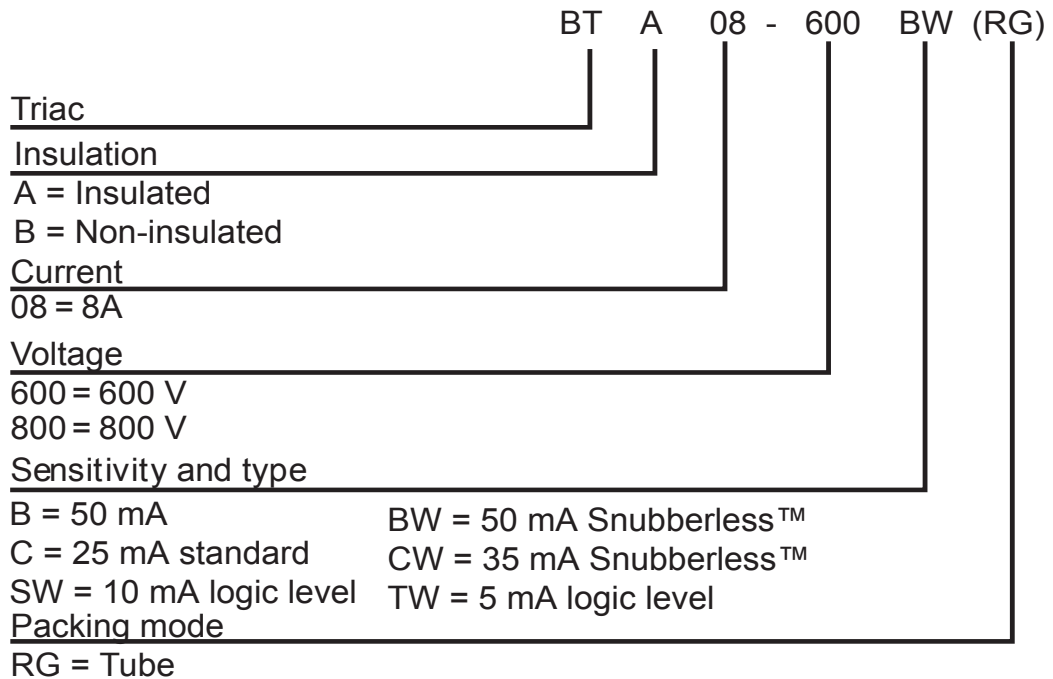 BT A 08 - 600 BW (RG)
Triac
Insulation
A = Insulated
B = Non-insulated
Current
08 = 8A
Voltage
600 = 600 V
800 = 800 V
Sensitivity and type
B = 50 mA BW = 50 mA Snubberless™
C = 25 mA standard CW = 35 mA Snubberless™
SW = 10 mA logic level TW = 5 mA logic level
Packing mode
RG = Tube